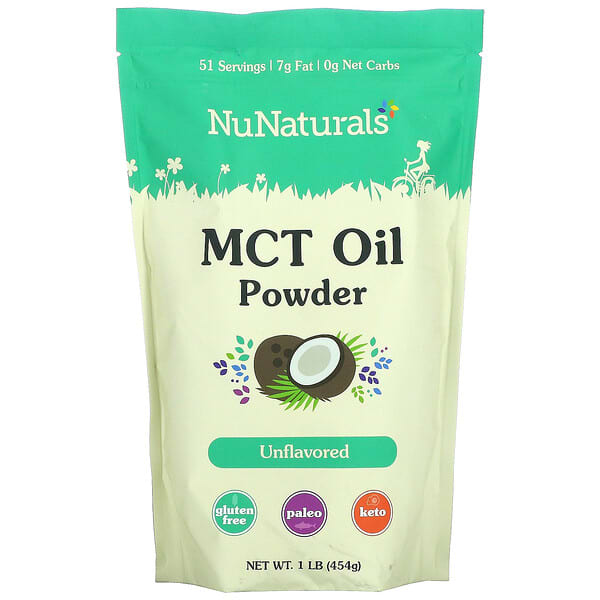 51 Servings | 7g Fat | 0g Net Carbs
NuNaturals
MCT Oil
Powder
Unflavored
gluten
free
paleo
keto
NET WT. 1 LB (454g)